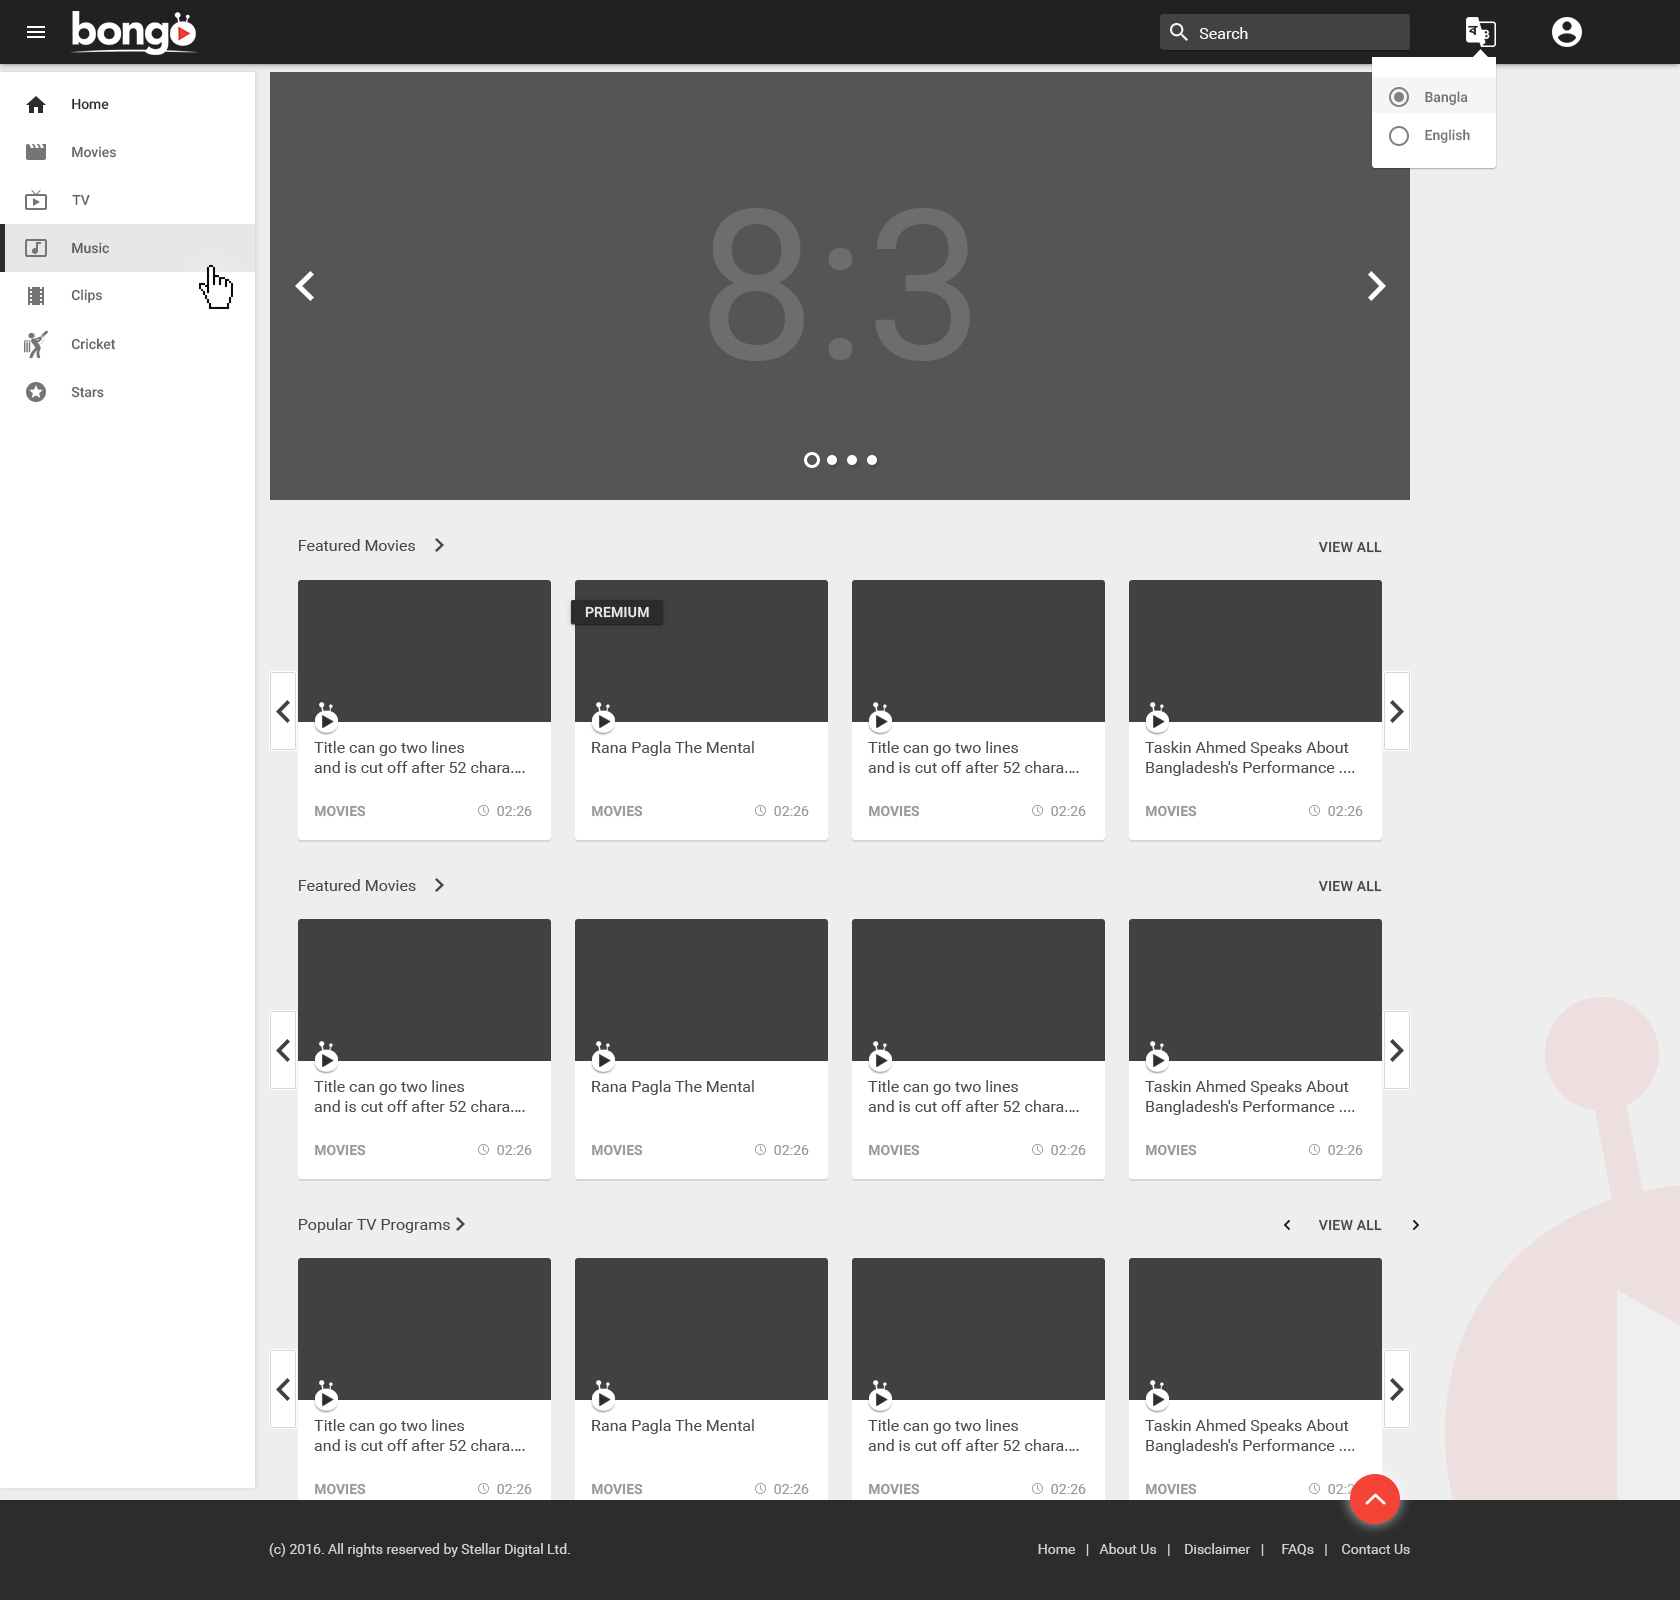 bongo
Search
Bangla
English
Home
Movies
TV
Music
Clips
Cricket
Stars
8:3
Featured Movies
VIEW ALL
PREMIUM
Title can go two lines
and is cut off after 52 chara....
MOVIES
02:26
Rana Pagla The Mental
MOVIES
02:26
Title can go two lines
and is cut off after 52 chara....
MOVIES
02:26
Taskin Ahmed Speaks About
Bangladesh's Performance ....
MOVIES
02:26
Featured Movies
VIEW ALL
Title can go two lines
and is cut off after 52 chara....
MOVIES
02:26
Rana Pagla The Mental
MOVIES
02:26
Title can go two lines
and is cut off after 52 chara....
MOVIES
02:26
Taskin Ahmed Speaks About
Bangladesh's Performance ....
MOVIES
02:26
Popular TV Programs
VIEW ALL
Title can go two lines
and is cut off after 52 chara....
MOVIES
02:26
Rana Pagla The Mental
MOVIES
02:26
Title can go two lines
and is cut off after 52 chara....
MOVIES
02:26
Taskin Ahmed Speaks About
Bangladesh's Performance ....
MOVIES
(c) 2016. All rights reserved by Stellar Digital Ltd.
Home | About Us | Disclaimer | FAQs | Contact Us